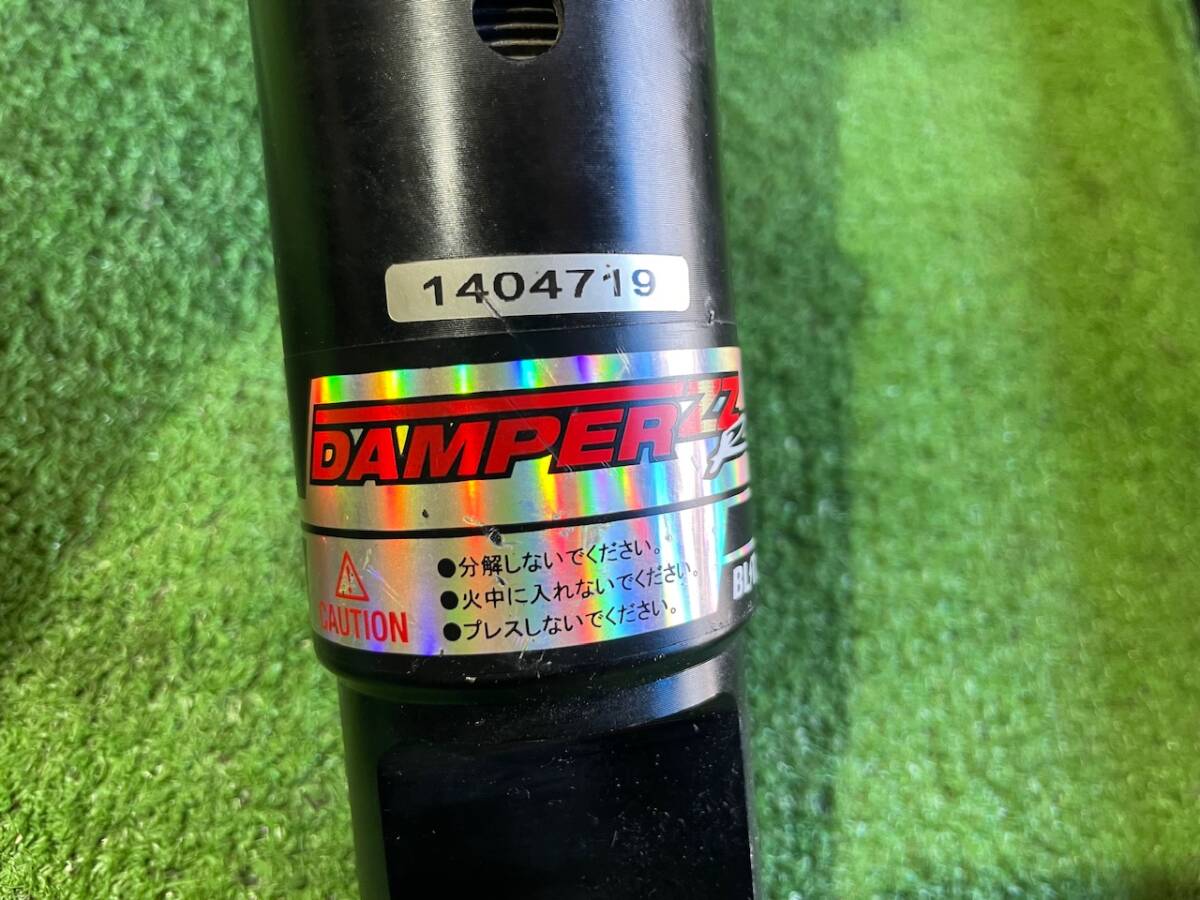 1404719
DAMPER ZZ R
CAUTION
●分解しないでください。
●火中に入れないでください。
●プレスしないでください。